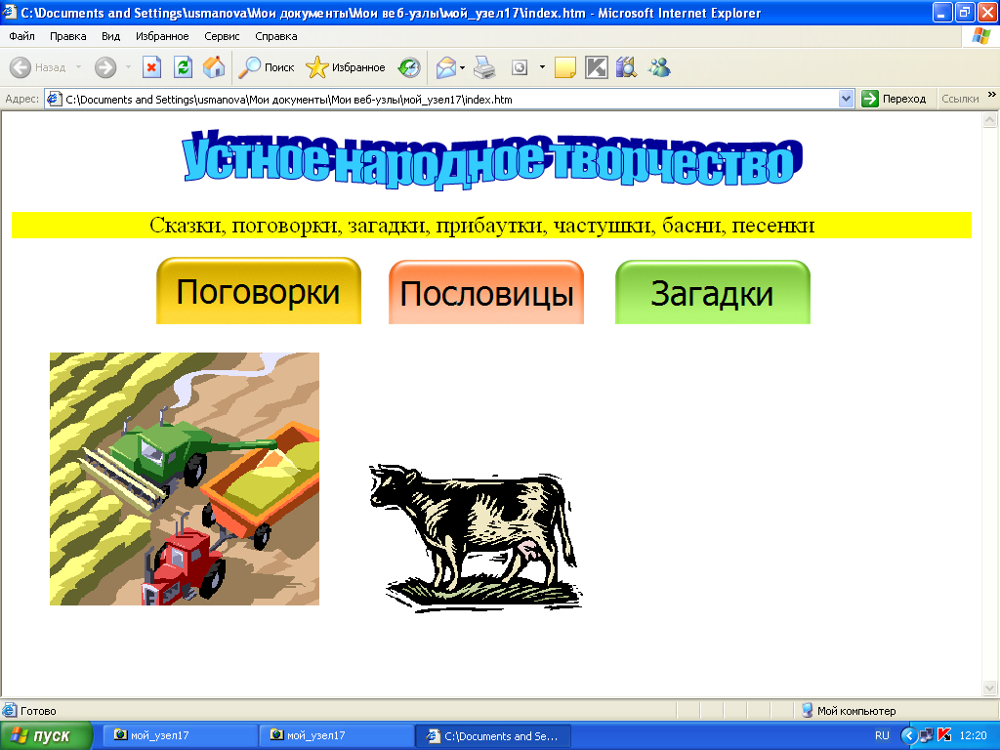 C:\Documents and Settings\usmanova\Мои документы\Мои веб-узлы\мой_узел17\index.htm - Microsoft Internet Explorer
Файл Правка Вид Избранное Сервис Справка
Назад Поиск Избранное
Адрес: C:\Documents and Settings\usmanova\Мои документы\Мои веб-узлы\мой_узел17\index.htm Переход Ссылки »
Устное народное творчество
Сказки, поговорки, загадки, прибаутки, частушки, басни, песенки
Поговорки Пословицы Загадки
Готово Мой компьютер
пуск мой_узел17 мой_узел17 C:\Documents and Se... RU 12:20